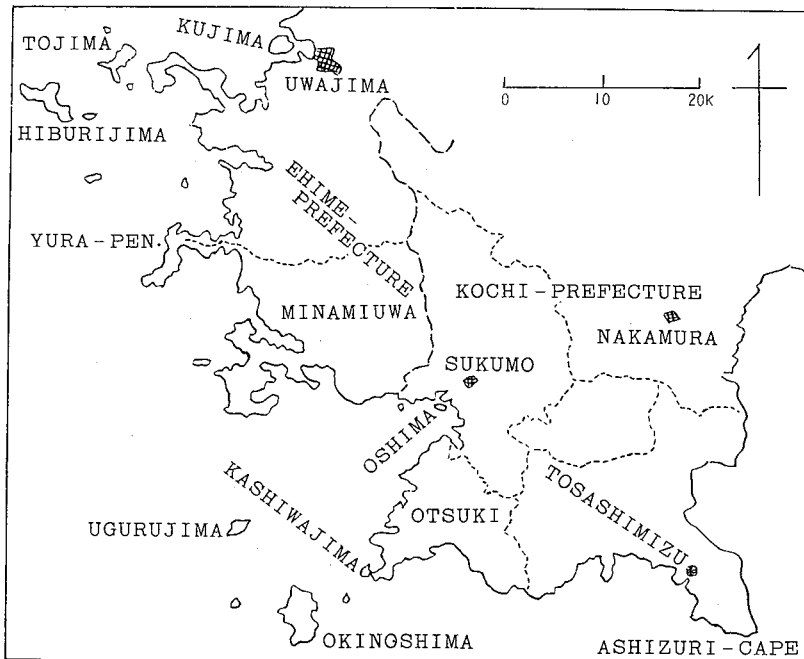 KUJIMA
TOJIMA
UWAJIMA
0 10 20K
HIBURIJIMA
EHIME-
PREFECTURE
YURA-PEN.
KOCHI-PREFECTURE
MINAMIUWA
NAKAMURA
SUKUMO
OSHIMA
KASHIWAJIMA
OTSUKI
TOSASHIMIZU
UGURUJIMA
OKINOSHIMA
ASHIZURI-CAPE